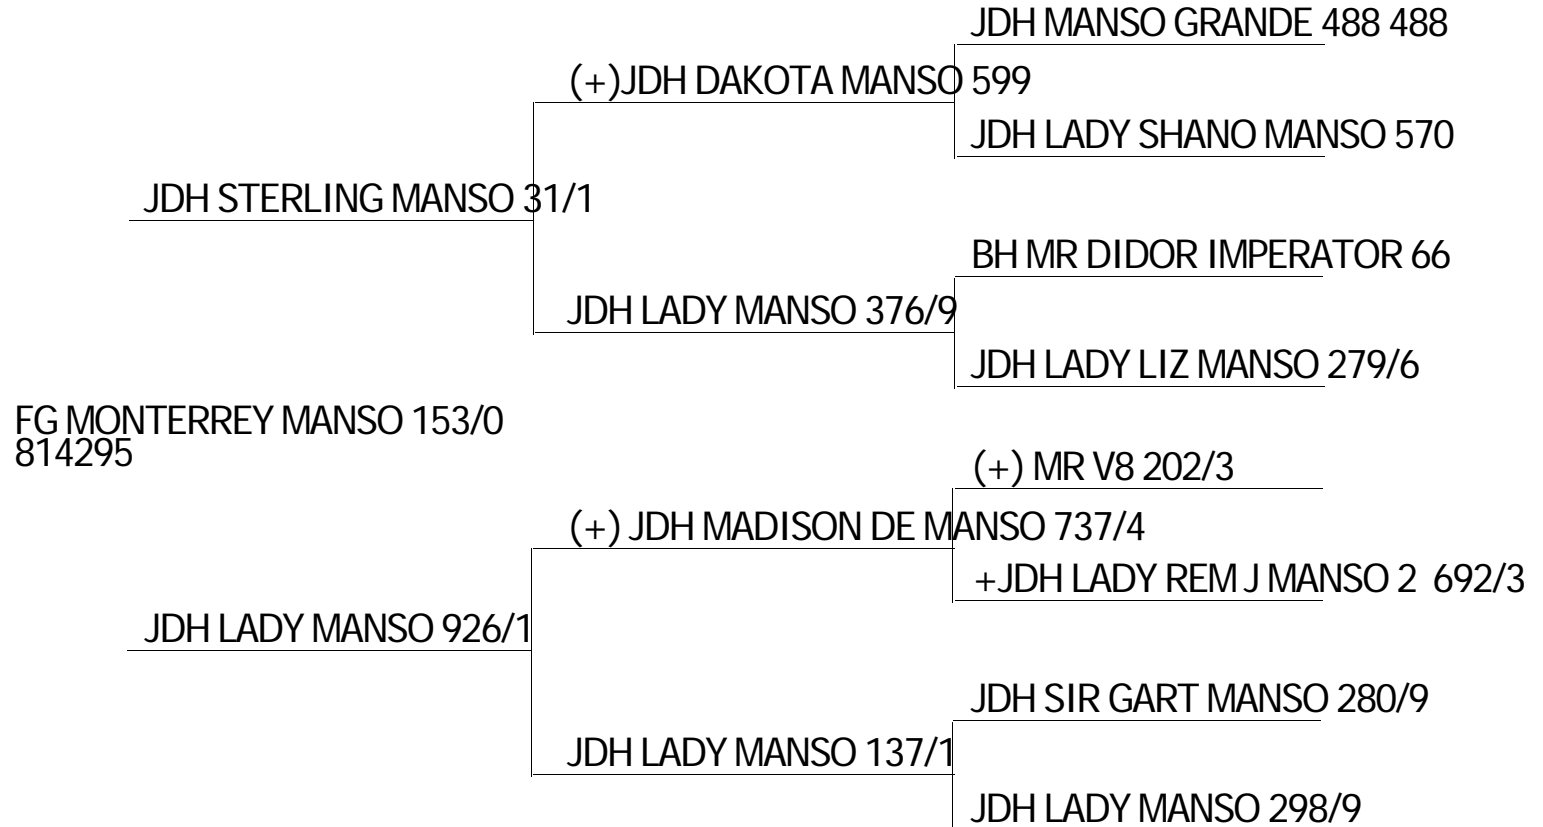 JDH MANSO GRANDE 488 488
(+)JDH DAKOTA MANSO 599
JDH LADY SHANO MANSO 570
JDH STERLING MANSO 31/1
BH MR DIDOR IMPERATOR 66
JDH LADY MANSO 376/9
JDH LADY LIZ MANSO 279/6
FG MONTERREY MANSO 153/0
814295
(+) MR V8 202/3
(+) JDH MADISON DE MANSO 737/4
+JDH LADY REM J MANSO 2 692/3
JDH LADY MANSO 926/1
JDH SIR GART MANSO 280/9
JDH LADY MANSO 137/1
JDH LADY MANSO 298/9